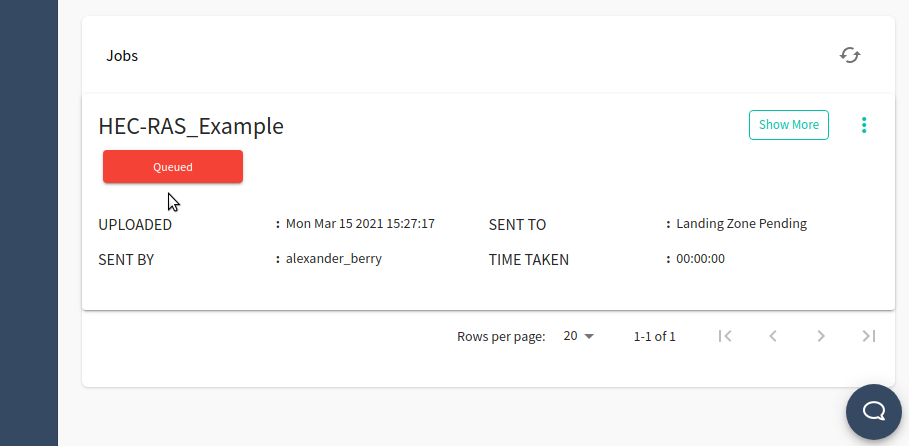 Jobs
HEC-RAS_Example
Show More
Queued
UPLOADED : Mon Mar 15 2021 15:27:17 SENT TO : Landing Zone Pending
SENT BY : alexander_berry TIME TAKEN : 00:00:00
Rows per page: 20 1-1 of 1